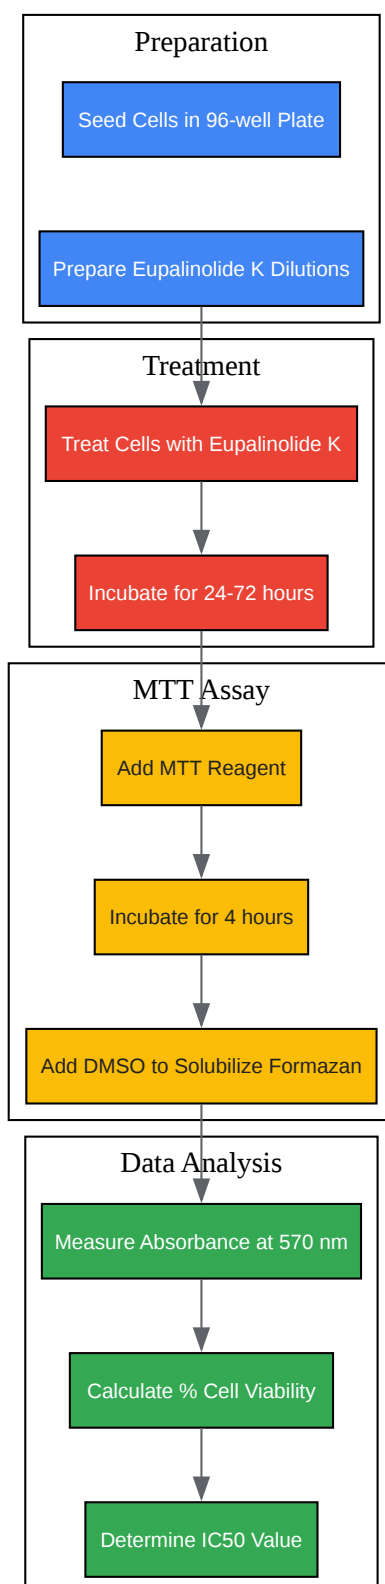 Preparation
Seed Cells in 96-well Plate
Prepare Eupalinolide K Dilutions
Treatment
Treat Cells with Eupalinolide K
Incubate for 24-72 hours
MTT Assay
Add MTT Reagent
Incubate for 4 hours
Add DMSO to Solubilize Formazan
Data Analysis
Measure Absorbance at 570 nm
Calculate % Cell Viability
Determine IC50 Value